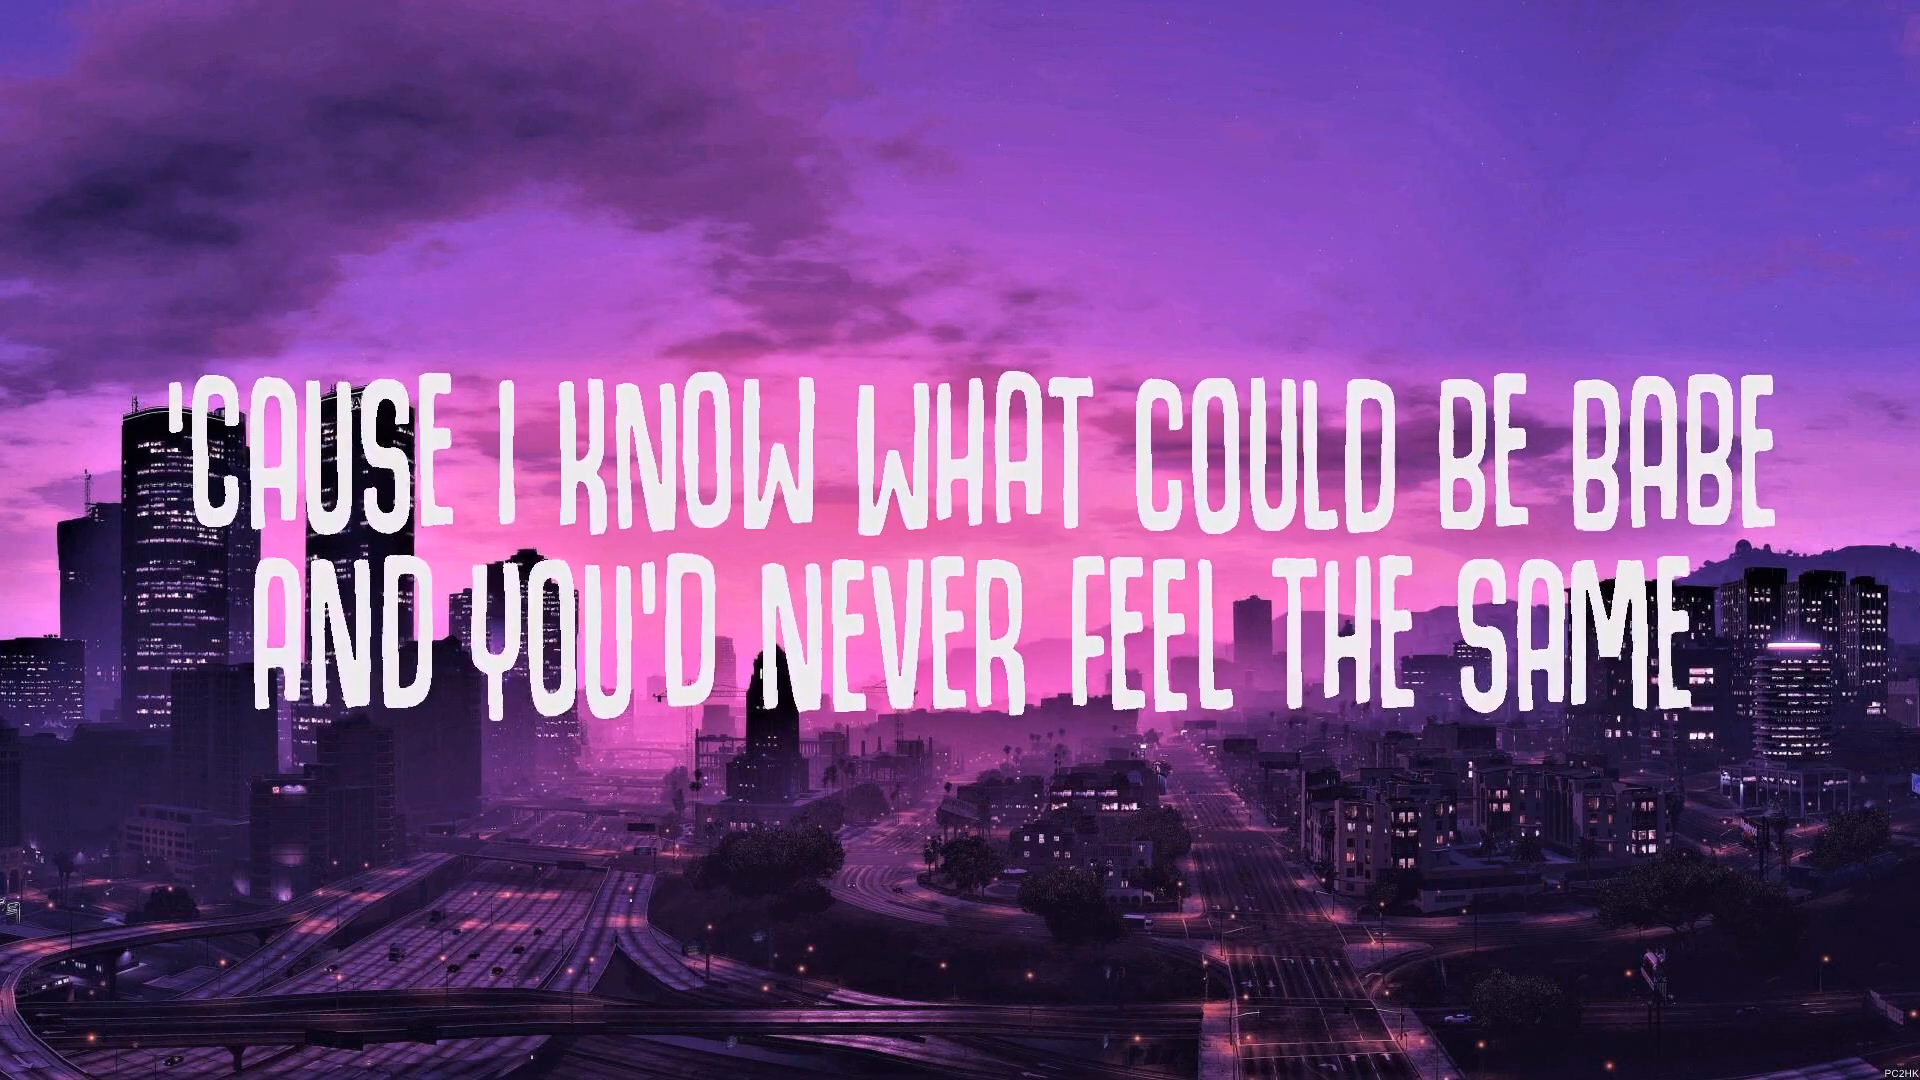 'CAUSE I KNOW WHAT COULD BE BABE
AND YOU'D NEVER FEEL THE SAME
PC2HK